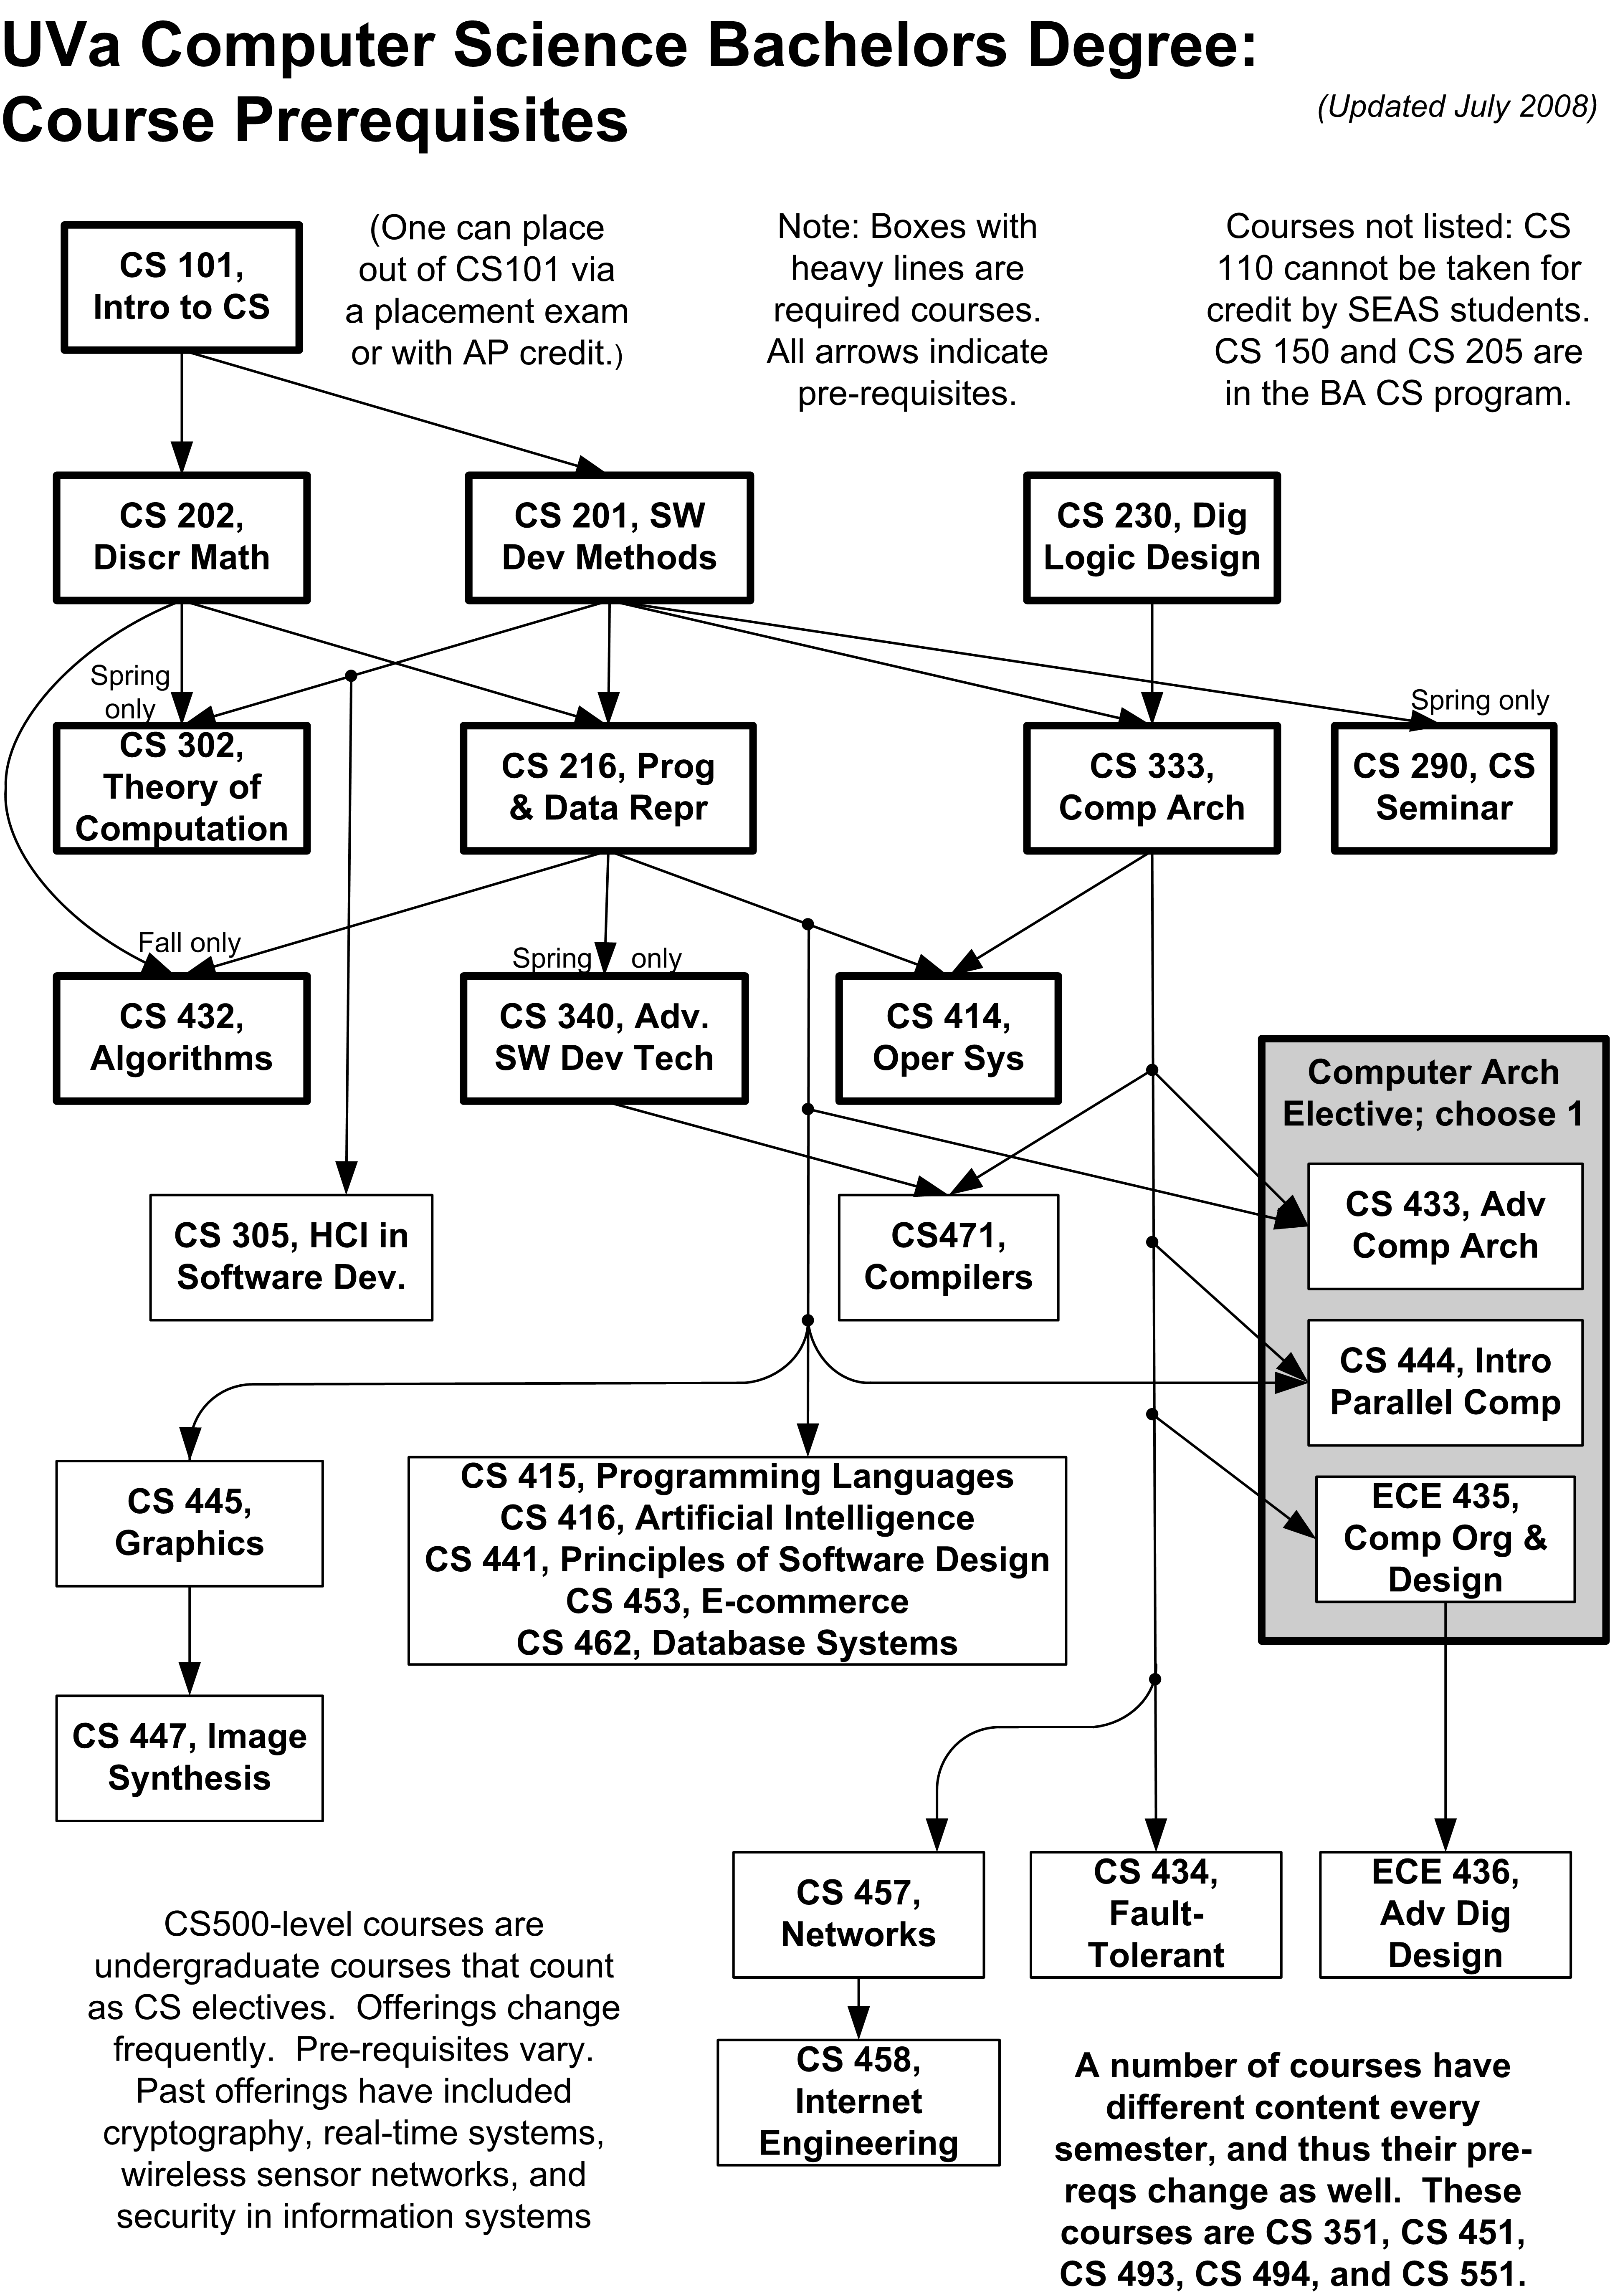 UVa Computer Science Bachelors Degree:
Course Prerequisites
(Updated July 2008)
CS 101,
Intro to CS
(One can place
out of CS101 via
a placement exam
or with AP credit.)
Note: Boxes with
heavy lines are
required courses.
All arrows indicate
pre-requisites.
Courses not listed: CS
110 cannot be taken for
credit by SEAS students.
CS 150 and CS 205 are
in the BA CS program.
CS 202,
Discr Math
CS 201, SW
Dev Methods
CS 230, Dig
Logic Design
Spring
only
CS 302,
Theory of
Computation
CS 216, Prog
& Data Repr
CS 333,
Comp Arch
Spring only
CS 290, CS
Seminar
Fall only
CS 432,
Algorithms
Spring only
CS 340, Adv.
SW Dev Tech
CS 414,
Oper Sys
Computer Arch
Elective; choose 1
CS 433, Adv
Comp Arch
CS 305, HCI in
Software Dev.
CS471,
Compilers
CS 444, Intro
Parallel Comp
CS 445,
Graphics
CS 415, Programming Languages
CS 416, Artificial Intelligence
CS 441, Principles of Software Design
CS 453, E-commerce
CS 462, Database Systems
ECE 435,
Comp Org &
Design
CS 447, Image
Synthesis
CS 457,
Networks
CS 434,
Fault-
Tolerant
ECE 436,
Adv Dig
Design
CS500-level courses are
undergraduate courses that count
as CS electives.  Offerings change
frequently.  Pre-requisites vary.
Past offerings have included
cryptography, real-time systems,
wireless sensor networks, and
security in information systems
CS 458,
Internet
Engineering
A number of courses have
different content every
semester, and thus their pre-
reqs change as well.  These
courses are CS 351, CS 451,
CS 493, CS 494, and CS 551.